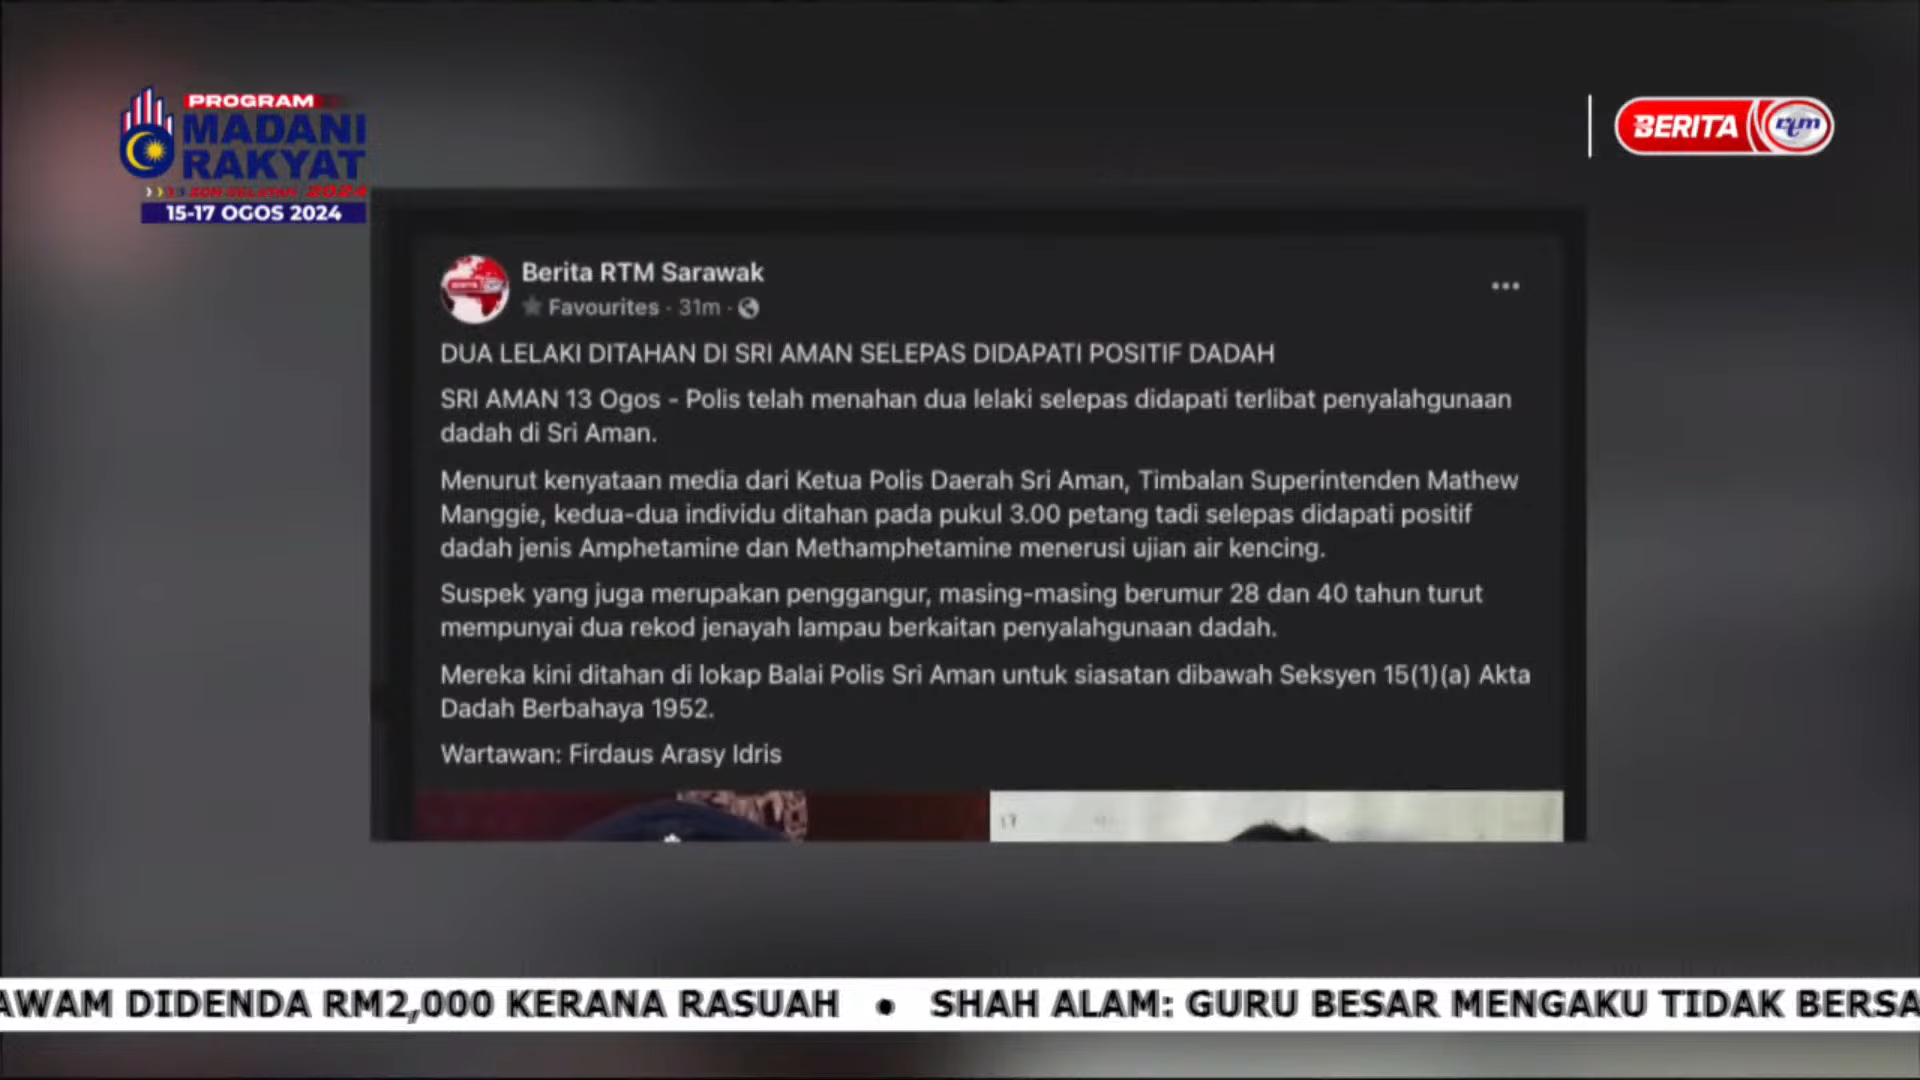 PROGRAM
MADANI
RAKYAT
ZON SELATAN 2024
15-17 OGOS 2024
BERITA rtm
Berita RTM Sarawak
Favourites · 31m ·
DUA LELAKI DITAHAN DI SRI AMAN SELEPAS DIDAPATI POSITIF DADAH
SRI AMAN 13 Ogos - Polis telah menahan dua lelaki selepas didapati terlibat penyalahgunaan
dadah di Sri Aman.
Menurut kenyataan media dari Ketua Polis Daerah Sri Aman, Timbalan Superintenden Mathew
Manggie, kedua-dua individu ditahan pada pukul 3.00 petang tadi selepas didapati positif
dadah jenis Amphetamine dan Methamphetamine menerusi ujian air kencing.
Suspek yang juga merupakan penggangur, masing-masing berumur 28 dan 40 tahun turut
mempunyai dua rekod jenayah lampau berkaitan penyalahgunaan dadah.
Mereka kini ditahan di lokap Balai Polis Sri Aman untuk siasatan dibawah Seksyen 15(1)(a) Akta
Dadah Berbahaya 1952.
Wartawan: Firdaus Arasy Idris
17
AWAM DIDENDA RM2,000 KERANA RASUAH • SHAH ALAM: GURU BESAR MENGAKU TIDAK BERSA